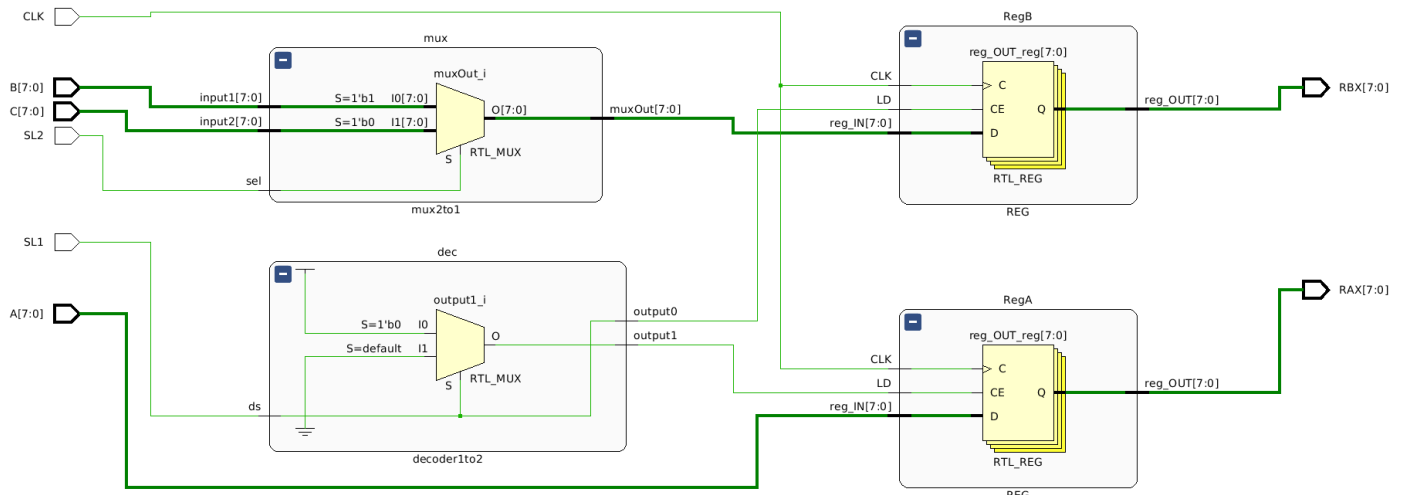 CLK
RegB
mux
reg_OUT_reg[7:0]
muxOut_i
CLK
C
B[7:0]
RBX[7:0]
input1[7:0]
S=1'b1
I0[7:0]
LD
CE
Q
reg_OUT[7:0]
C[7:0]
O[7:0]
muxOut[7:0]
input2[7:0]
S=1'b0
I1[7:0]
reg_IN[7:0]
D
SL2
S
RTL_MUX
RTL_REG
sel
mux2to1
REG
SL1
dec
RAX[7:0]
output1_i
RegA
A[7:0]
output0
S=1'b0
I0
output1
O
reg_OUT_reg[7:0]
S=default
I1
CLK
C
RTL_MUX
S
LD
CE
Q
reg_OUT[7:0]
ds
reg_IN[7:0]
D
decoder1to2
RTL_REG